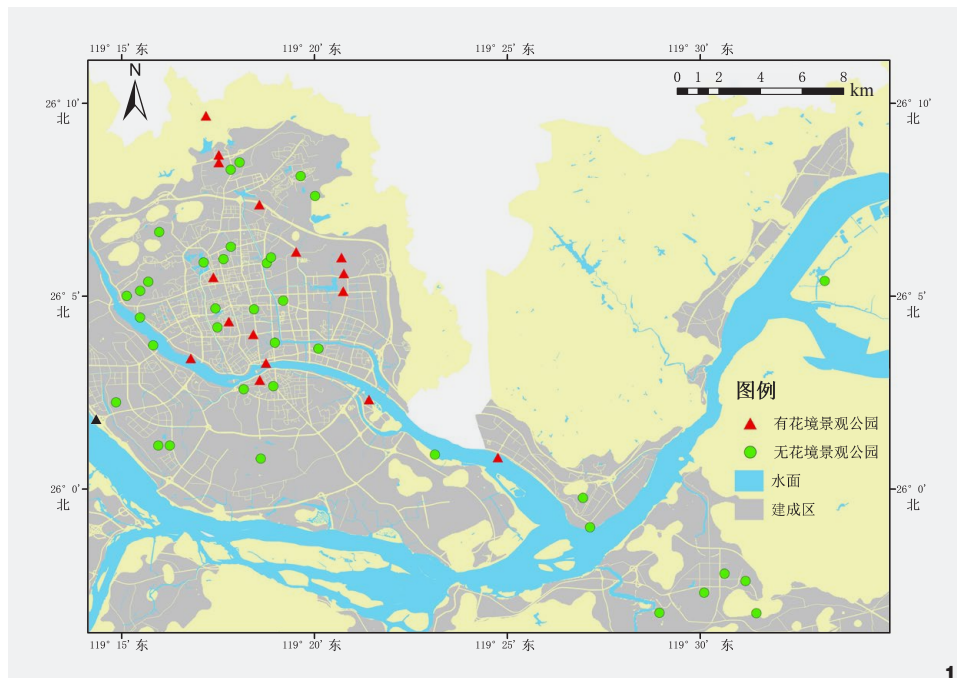 119° 15′ 东 119° 20′ 东 119° 25′ 东 119° 30′ 东
N
0 1 2 4 6 8
km
26° 10′
北
26° 10′
北
26° 5′
北
26° 5′
北
图例
有花境景观公园
无花境景观公园
水面
建成区
26° 0′
北
26° 0′
北
119° 15′ 东 119° 20′ 东 119° 25′ 东 119° 30′ 东
1